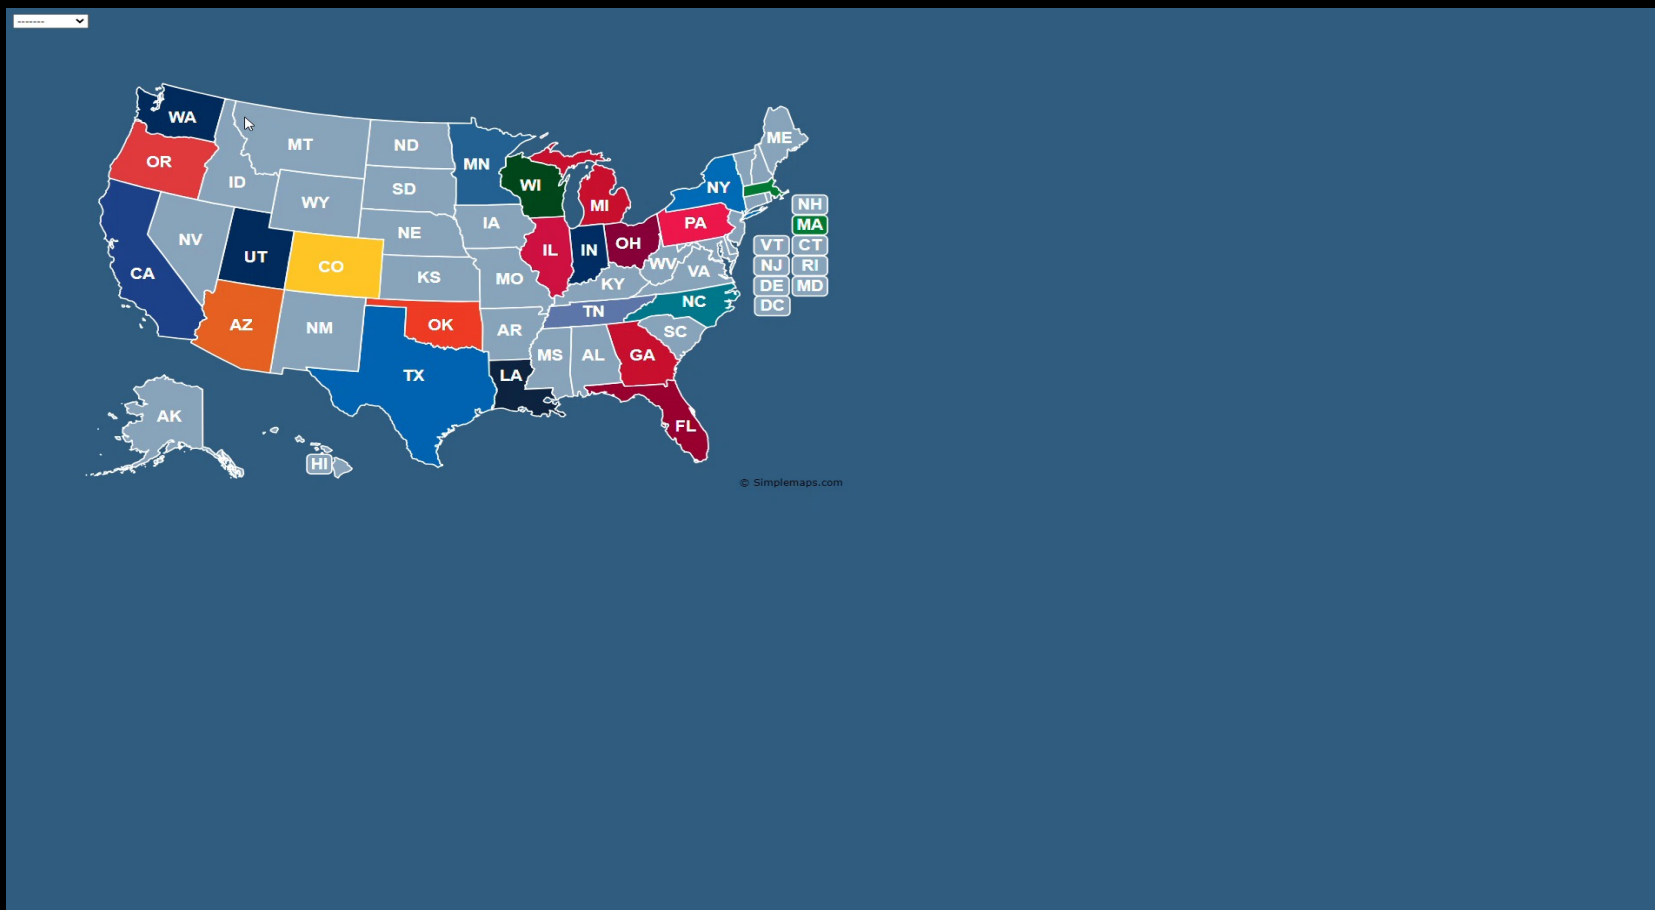 -------
WA
MT
ND
MN
ME
OR
ID
SD
WI
MI
NY
WY
IA
PA
NH
NV
NE
IL
IN
OH
MA
UT
CO
KS
MO
KY
WV
VA
VT CT
CA
NJ RI
AZ
NM
OK
AR
TN
NC
DE MD
SC
DC
TX
LA
MS
AL
GA
AK
FL
HI
© Simplemaps.com